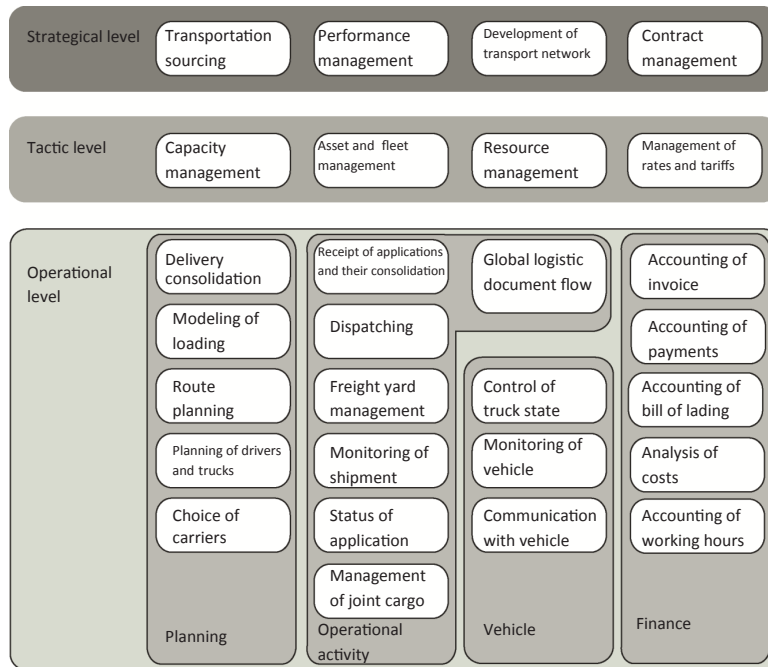 Strategical level
Transportation
sourcing
Performance
management
Development of
transport network
Contract
management
Tactic level
Capacity
management
Asset and fleet
management
Resource
management
Management of
rates and tariffs
Operational
level
Delivery
consolidation
Modeling of
loading
Route
planning
Planning of drivers
and trucks
Choice of
carriers
Planning
Receipt of applications
and their consolidation
Dispatching
Freight yard
management
Monitoring of
shipment
Status of
application
Management
of joint cargo
Operational
activity
Global logistic
document flow
Control of
truck state
Monitoring of
vehicle
Communication
with vehicle
Vehicle
Accounting of
invoice
Accounting of
payments
Accounting of
bill of lading
Analysis of
costs
Accounting of
working hours
Finance